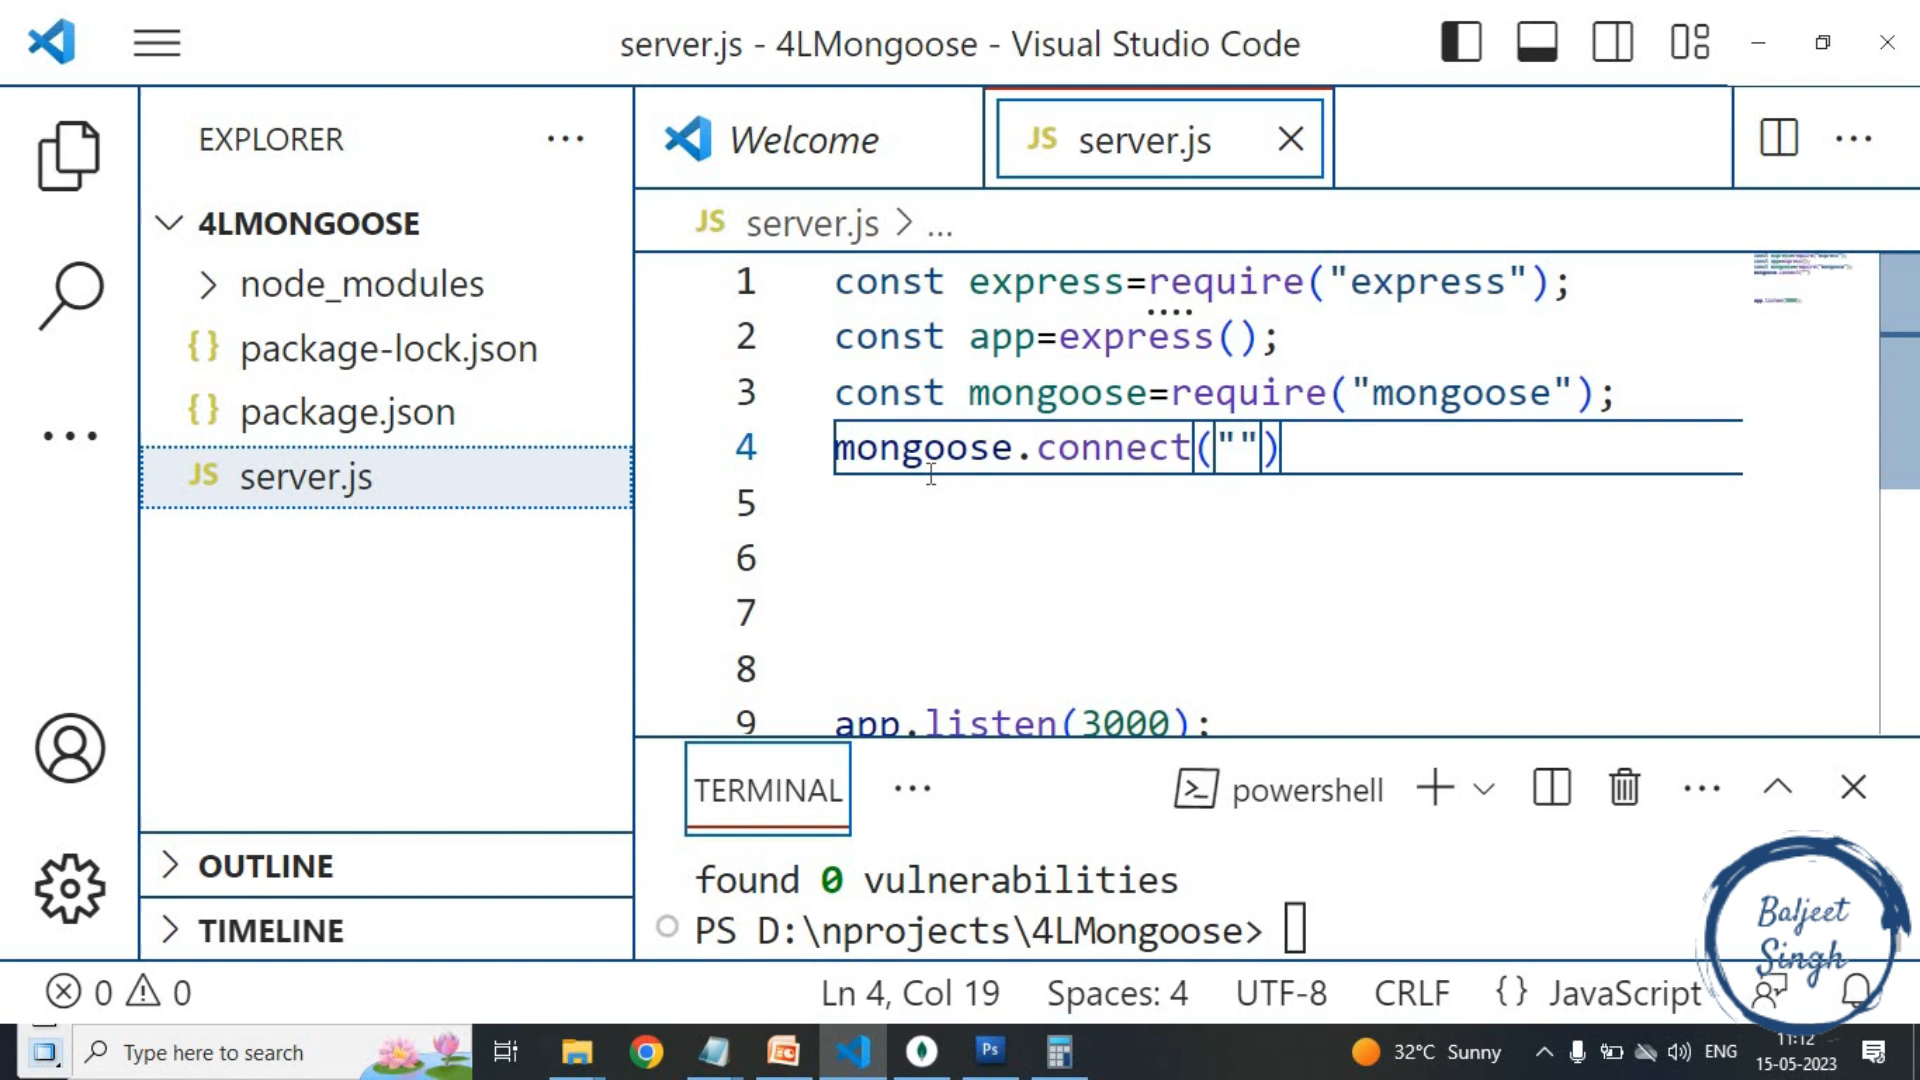 server.js - 4LMongoose - Visual Studio Code
EXPLORER
4LMONGOOSE
node_modules
{} package-lock.json
{} package.json
JS server.js
OUTLINE
TIMELINE
Welcome
JS server.js
JS server.js > ...
1 const express=require("express");
2 const app=express();
3 const mongoose=require("mongoose");
4 mongoose.connect("")
5
6
7
8
9 app.listen(3000);
TERMINAL
powershell
found 0 vulnerabilities
PS D:\nprojects\4LMongoose>
Baljeet
Singh
0 0
Ln 4, Col 19 Spaces: 4 UTF-8 CRLF {} JavaScript
Type here to search
Ps
32°C Sunny
ENG
11:12
15-05-2023